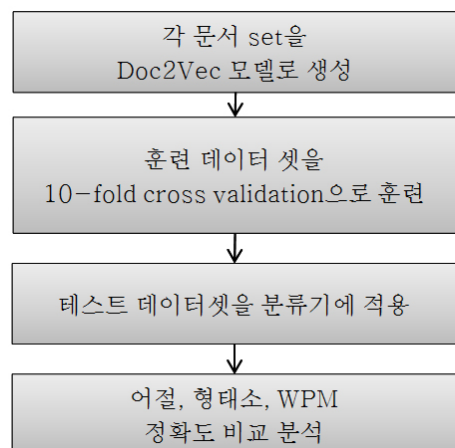 각 문서 set을
Doc2Vec 모델로 생성
훈련 데이터 셋을
10-fold cross validation으로 훈련
테스트 데이터셋을 분류기에 적용
어절, 형태소, WPM
정확도 비교 분석